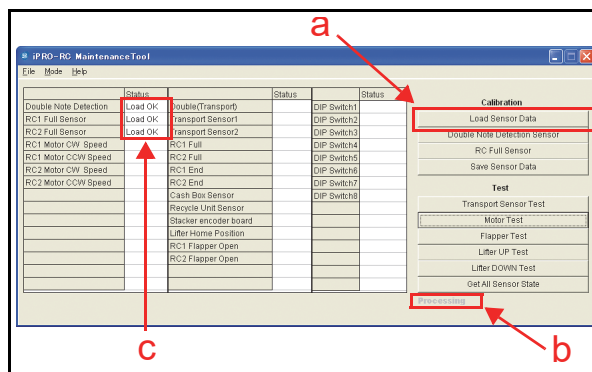 a
iPRO-RC MaintenanceTool
File Mode Help
Status Status Status
Double Note Detection Load OK Double(Transport) DIP Switch1
RC1 Full Sensor Load OK Transport Sensor1 DIP Switch2
RC2 Full Sensor Load OK Transport Sensor2 DIP Switch3
RC1 Motor CW Speed RC1 Full DIP Switch4
RC1 Motor CCW Speed RC2 Full DIP Switch5
RC2 Motor CW Speed RC1 End DIP Switch6
RC2 Motor CCW Speed RC2 End DIP Switch7
Cash Box Sensor DIP Switch8
Recycle Unit Sensor
Stacker encoder board
Lifter Home Position
RC1 Flapper Open
RC2 Flapper Open
Calibration
Load Sensor Data
Double Note Detection Sensor
RC Full Sensor
Save Sensor Data
Test
Transport Sensor Test
Motor Test
Flapper Test
Lifter UP Test
Lifter DOWN Test
Get All Sensor State
Processing
c
b